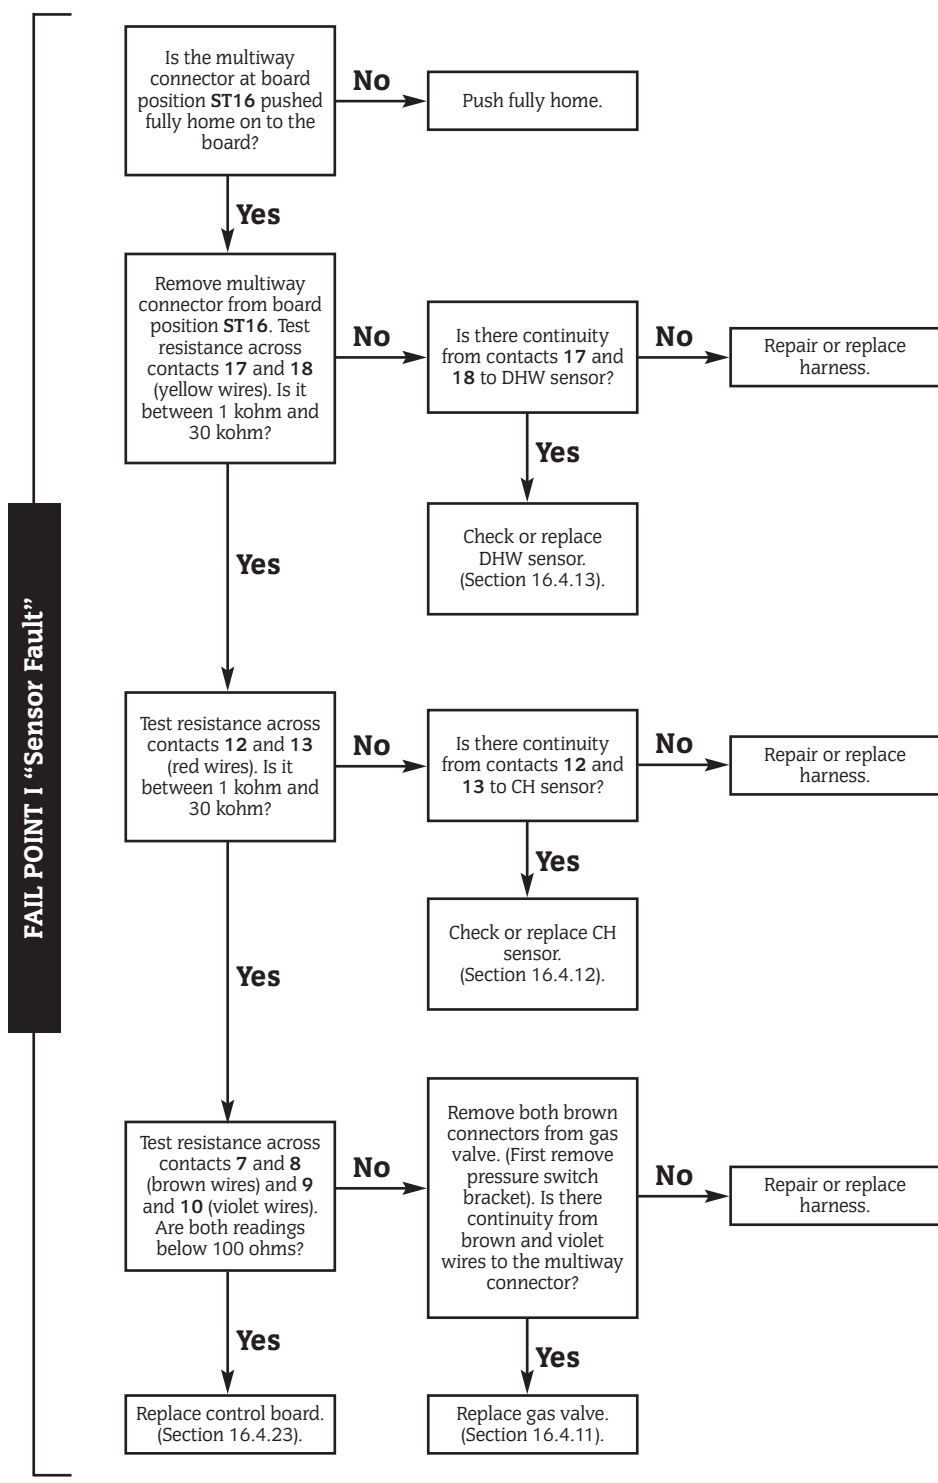 FAIL POINT I “Sensor Fault”
Is the multiway
connector at board
position ST16 pushed
fully home on to the
board?
No
Push fully home.
Yes
Remove multiway
connector from board
position ST16. Test
resistance across
contacts 17 and 18
(yellow wires). Is it
between 1 kohm and
30 kohm?
No
Is there continuity
from contacts 17 and
18 to DHW sensor?
No
Repair or replace
harness.
Yes
Check or replace
DHW sensor.
(Section 16.4.13).
Yes
Test resistance across
contacts 12 and 13
(red wires). Is it
between 1 kohm and
30 kohm?
No
Is there continuity
from contacts 12 and
13 to CH sensor?
No
Repair or replace
harness.
Yes
Check or replace CH
sensor.
(Section 16.4.12).
Yes
Test resistance across
contacts 7 and 8
(brown wires) and 9
and 10 (violet wires).
Are both readings
below 100 ohms?
No
Remove both brown
connectors from gas
valve. (First remove
pressure switch
bracket). Is there
continuity from
brown and violet
wires to the multiway
connector?
No
Repair or replace
harness.
Yes
Replace control board.
(Section 16.4.23).
Yes
Replace gas valve.
(Section 16.4.11).